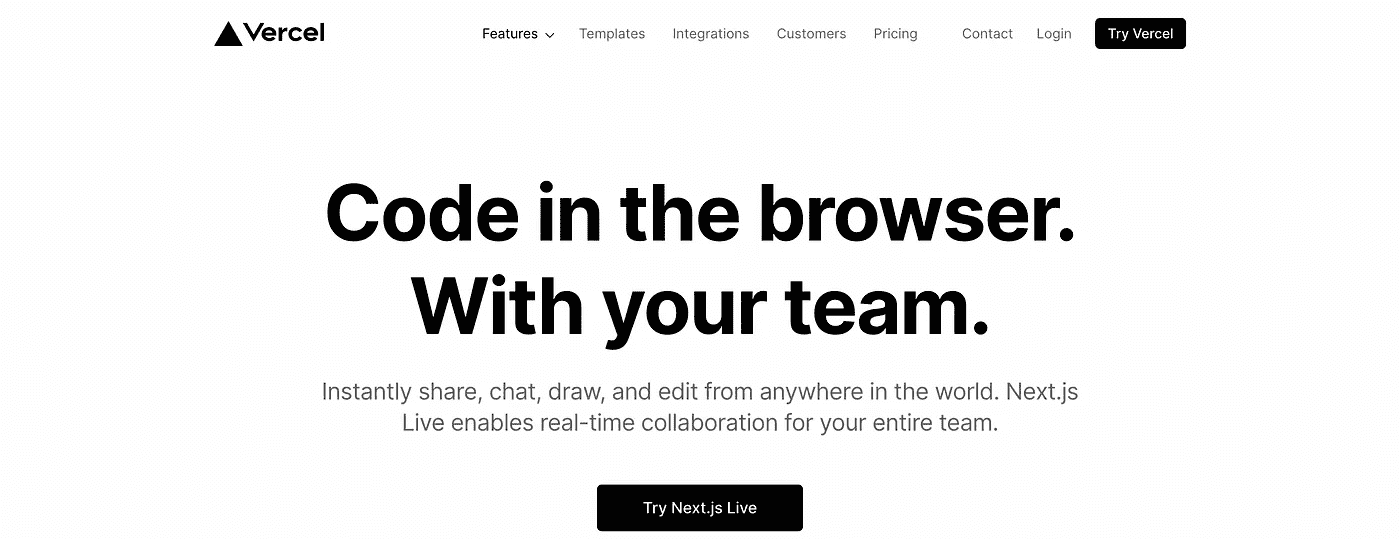 Vercel
Features
Templates
Integrations
Customers
Pricing
Contact
Login
Try Vercel
Code in the browser.
With your team.
Instantly share, chat, draw, and edit from anywhere in the world. Next.js
Live enables real-time collaboration for your entire team.
Try Next.js Live